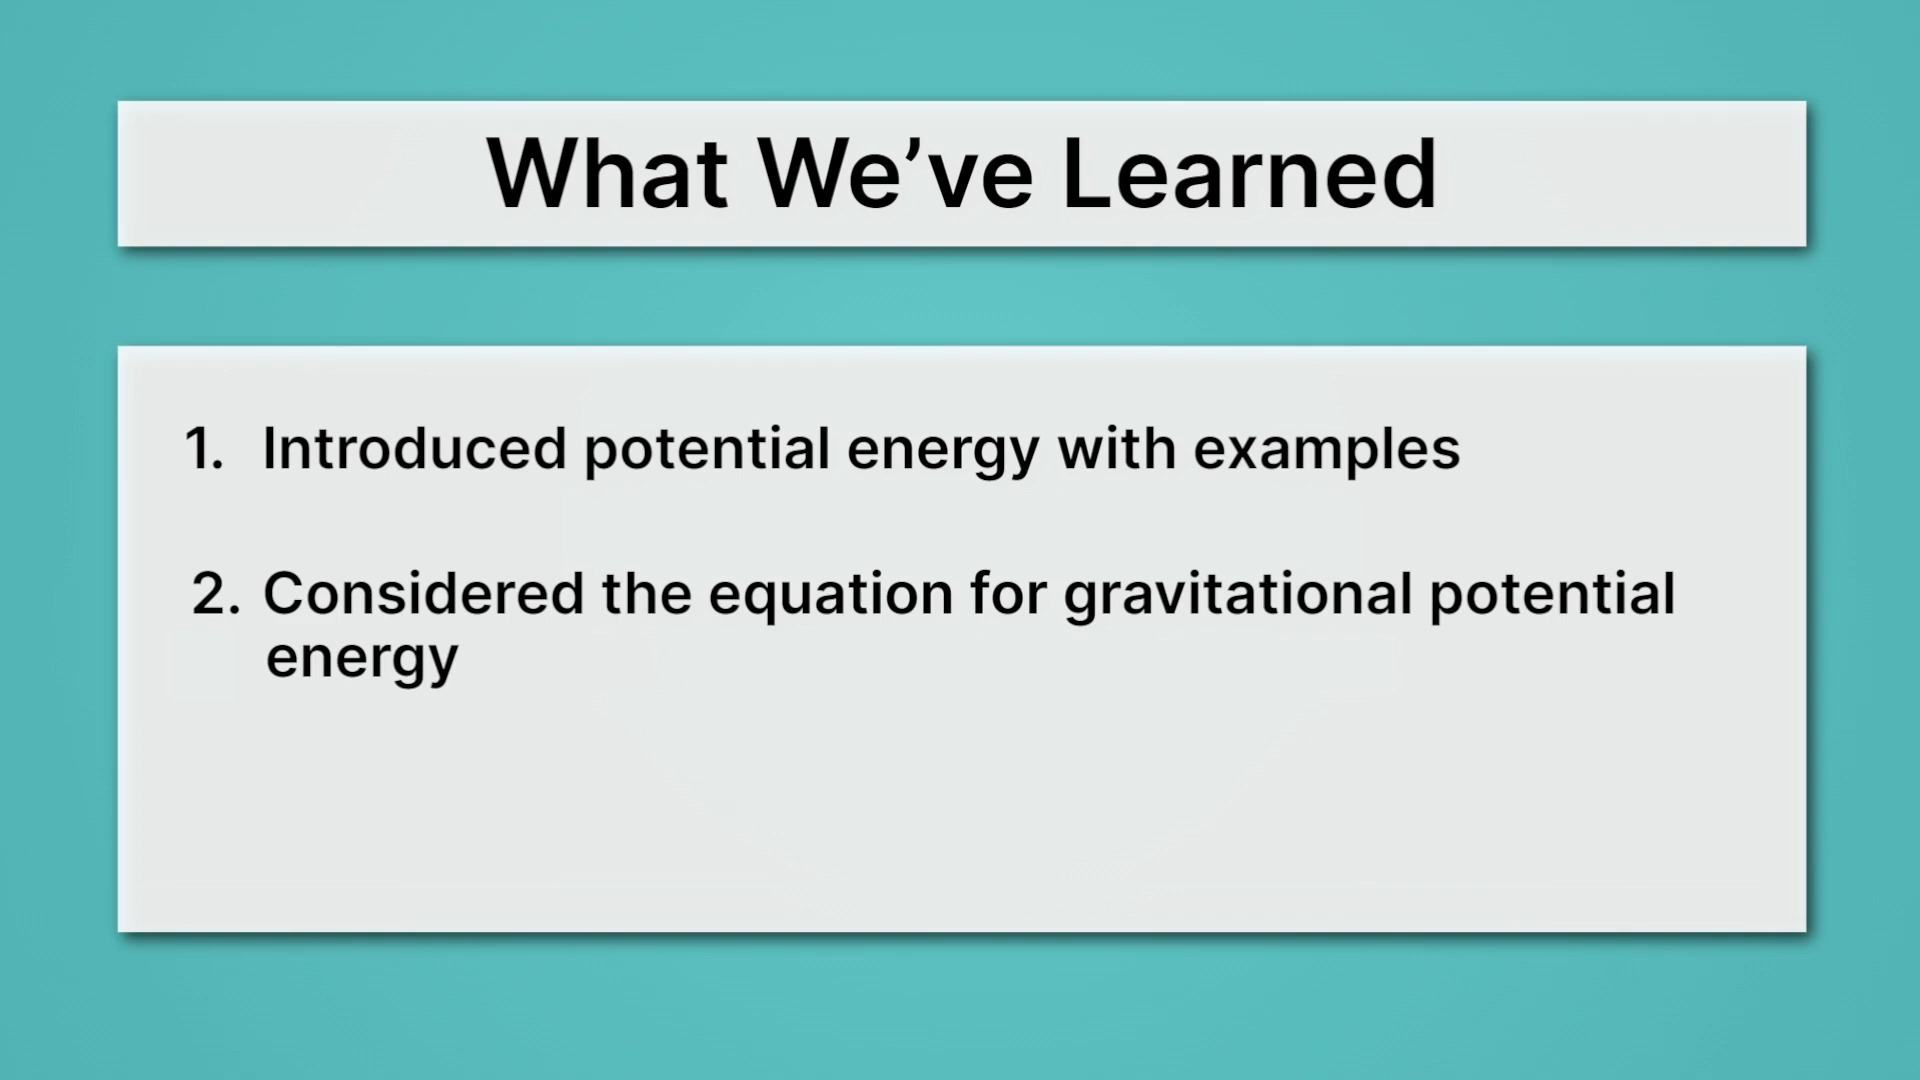 What We’ve Learned
1. Introduced potential energy with examples
2. Considered the equation for gravitational potential
energy